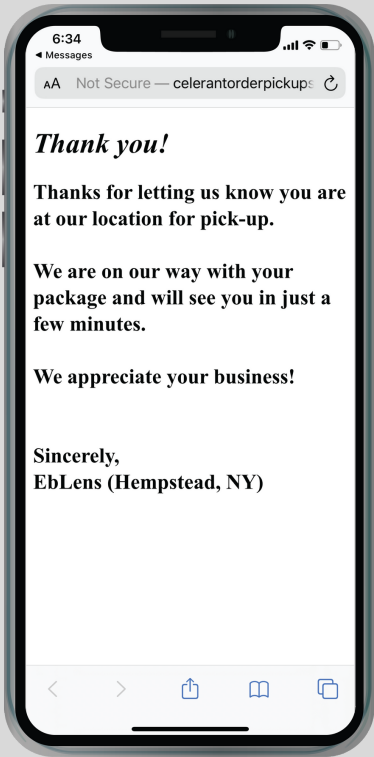 6:34
◀ Messages
AA Not Secure — celerantorderpickups
Thank you!
Thanks for letting us know you are
at our location for pick-up.
We are on our way with your
package and will see you in just a
few minutes.
We appreciate your business!
Sincerely,
EbLens (Hempstead, NY)